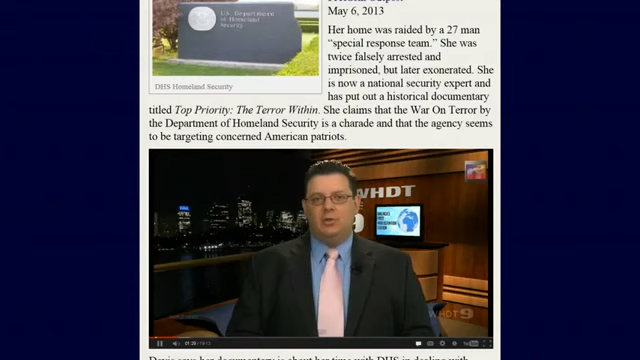 May 6, 2013
U.S. Department
of Homeland
Security
DHS Homeland Security
Her home was raided by a 27 man
“special response team.” She was
twice falsely arrested and
imprisoned, but later exonerated. She
is now a national security expert and
has put out a historical documentary
titled Top Priority: The Terror Within. She claims that the War On Terror by
the Department of Homeland Security is a charade and that the agency seems
to be targeting concerned American patriots.
WHDT
9
WHDT 9